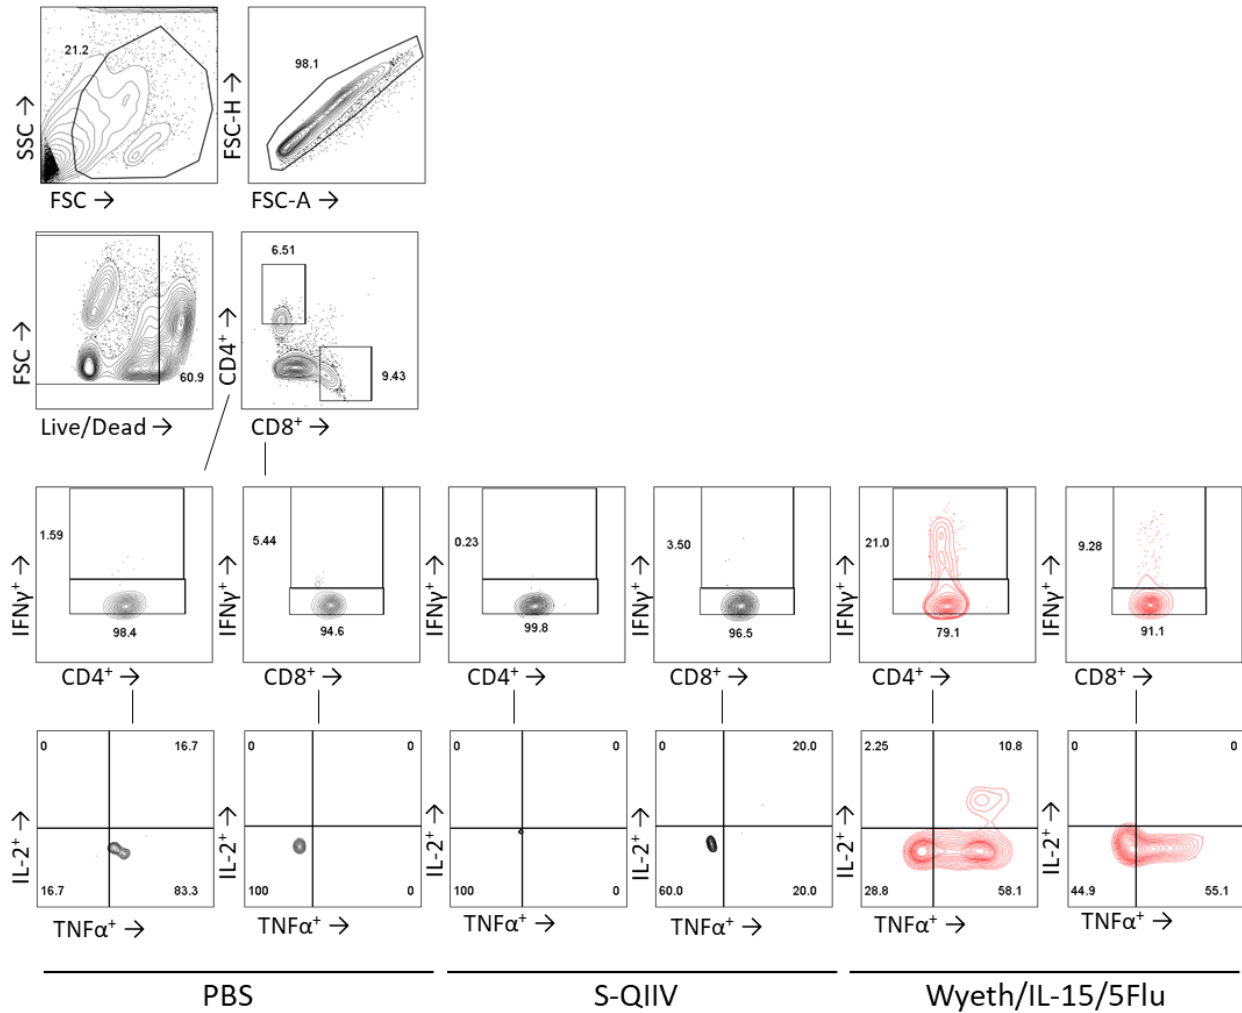 21.2
SSC →
FSC →
98.1
FSC-H →
FSC-A →
60.9
FSC →
Live/Dead →
6.51
9.43
CD4⁺ →
CD8⁺ →
1.59
98.4
IFNγ⁺ →
CD4⁺ →
5.44
94.6
IFNγ⁺ →
CD8⁺ →
0.23
99.8
IFNγ⁺ →
CD4⁺ →
3.50
96.5
IFNγ⁺ →
CD8⁺ →
21.0
79.1
IFNγ⁺ →
CD4⁺ →
9.28
91.1
IFNγ⁺ →
CD8⁺ →
0 16.7
16.7 83.3
IL-2⁺ →
TNFα⁺ →
0 0
100 0
IL-2⁺ →
TNFα⁺ →
0 0
100 0
IL-2⁺ →
TNFα⁺ →
0 20.0
60.0 20.0
IL-2⁺ →
TNFα⁺ →
2.25 10.8
28.8 58.1
IL-2⁺ →
TNFα⁺ →
0 0
44.9 55.1
IL-2⁺ →
TNFα⁺ →
PBS
S-QIIV
Wyeth/IL-15/5Flu